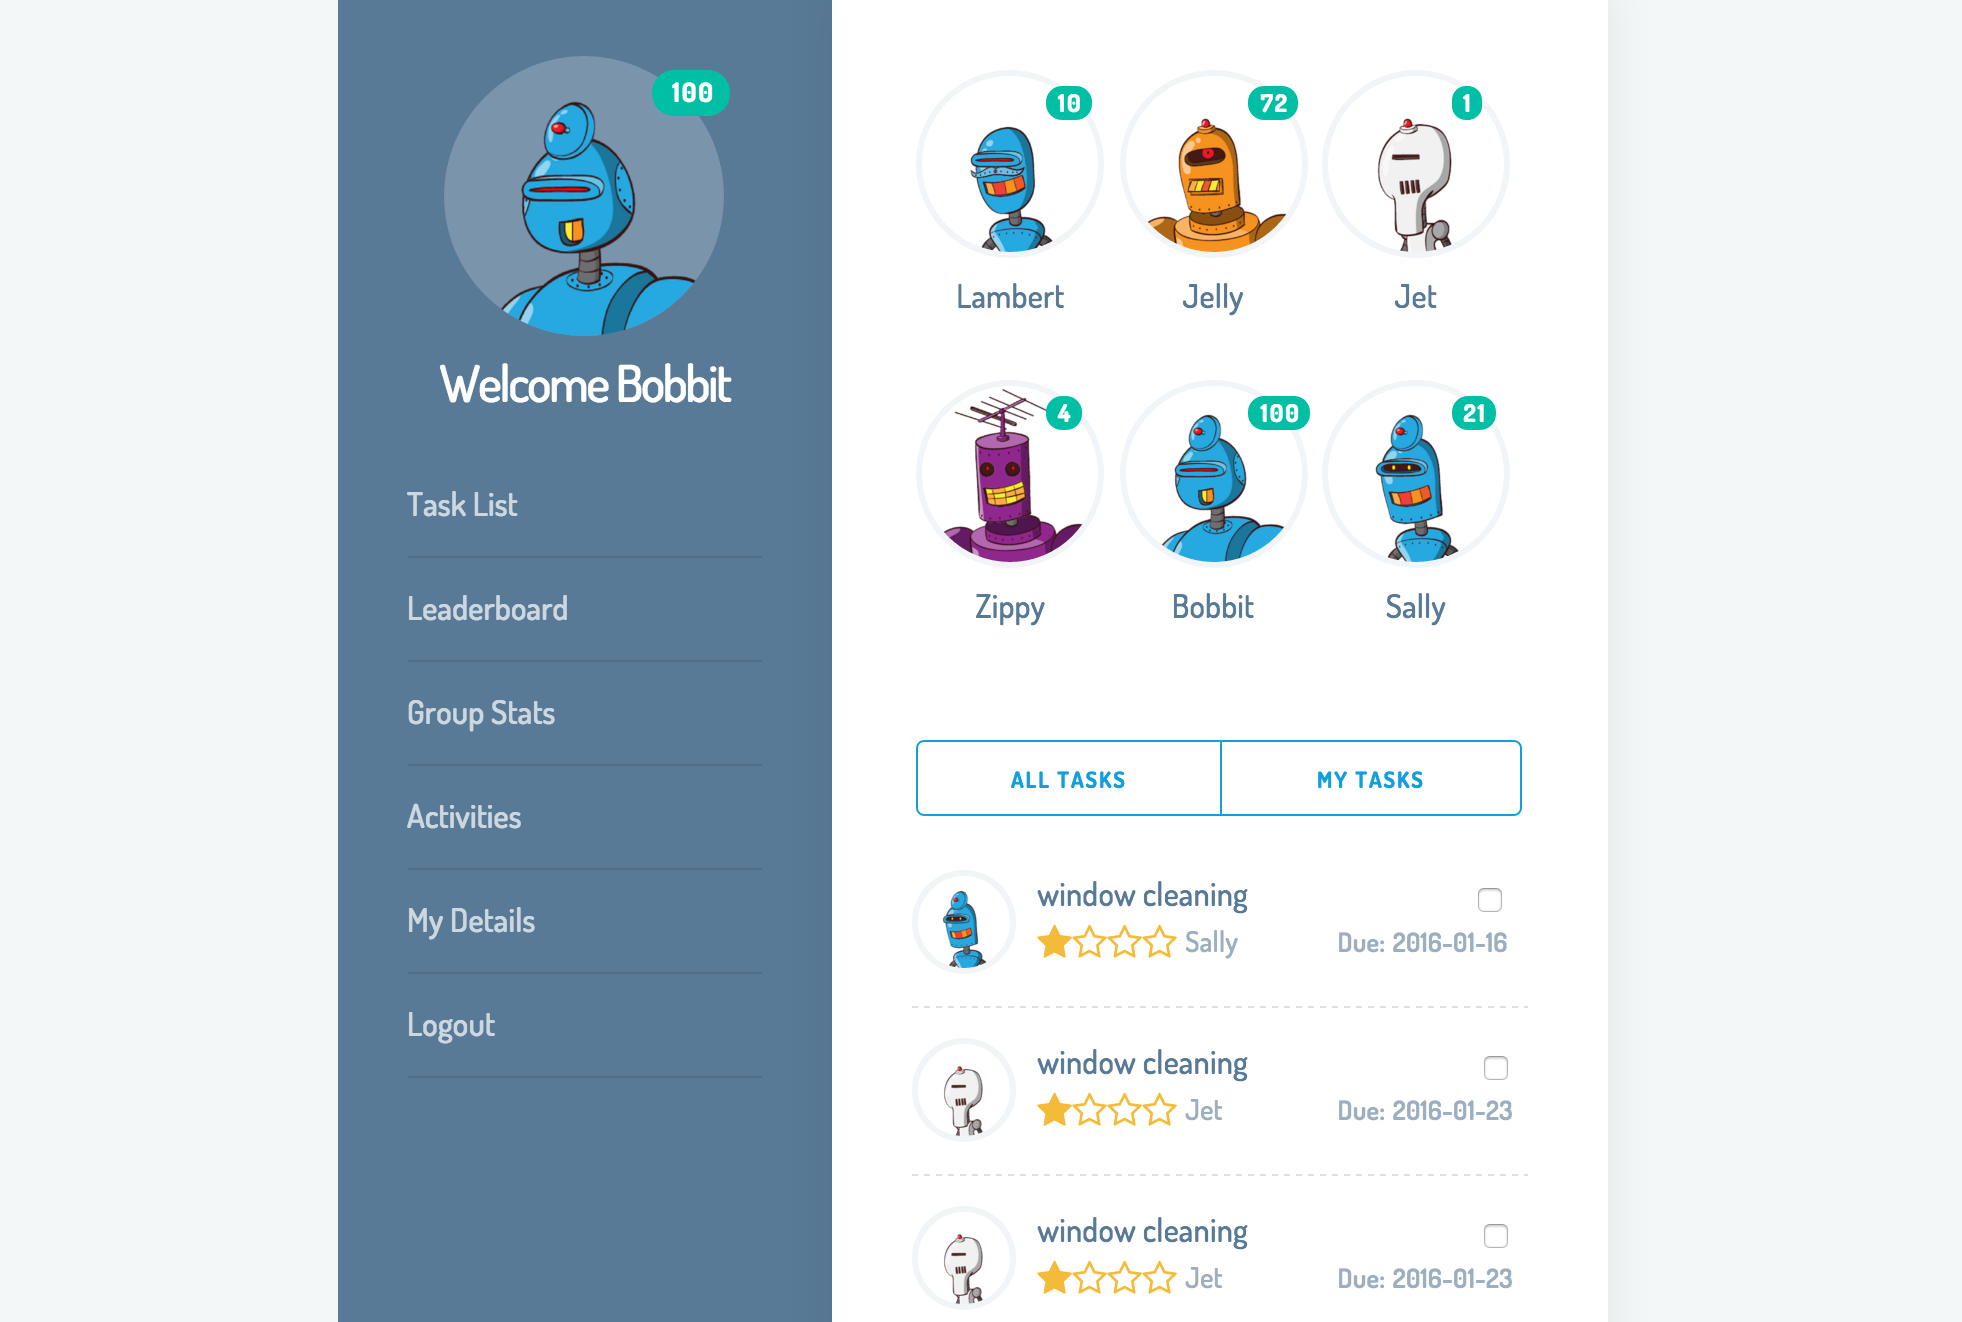 100
Welcome Bobbit
Task List
Leaderboard
Group Stats
Activities
My Details
Logout
10
72
1
Lambert
Jelly
Jet
4
100
21
Zippy
Bobbit
Sally
ALL TASKS
MY TASKS
window cleaning
Sally
Due: 2016-01-16
window cleaning
Jet
Due: 2016-01-23
window cleaning
Jet
Due: 2016-01-23